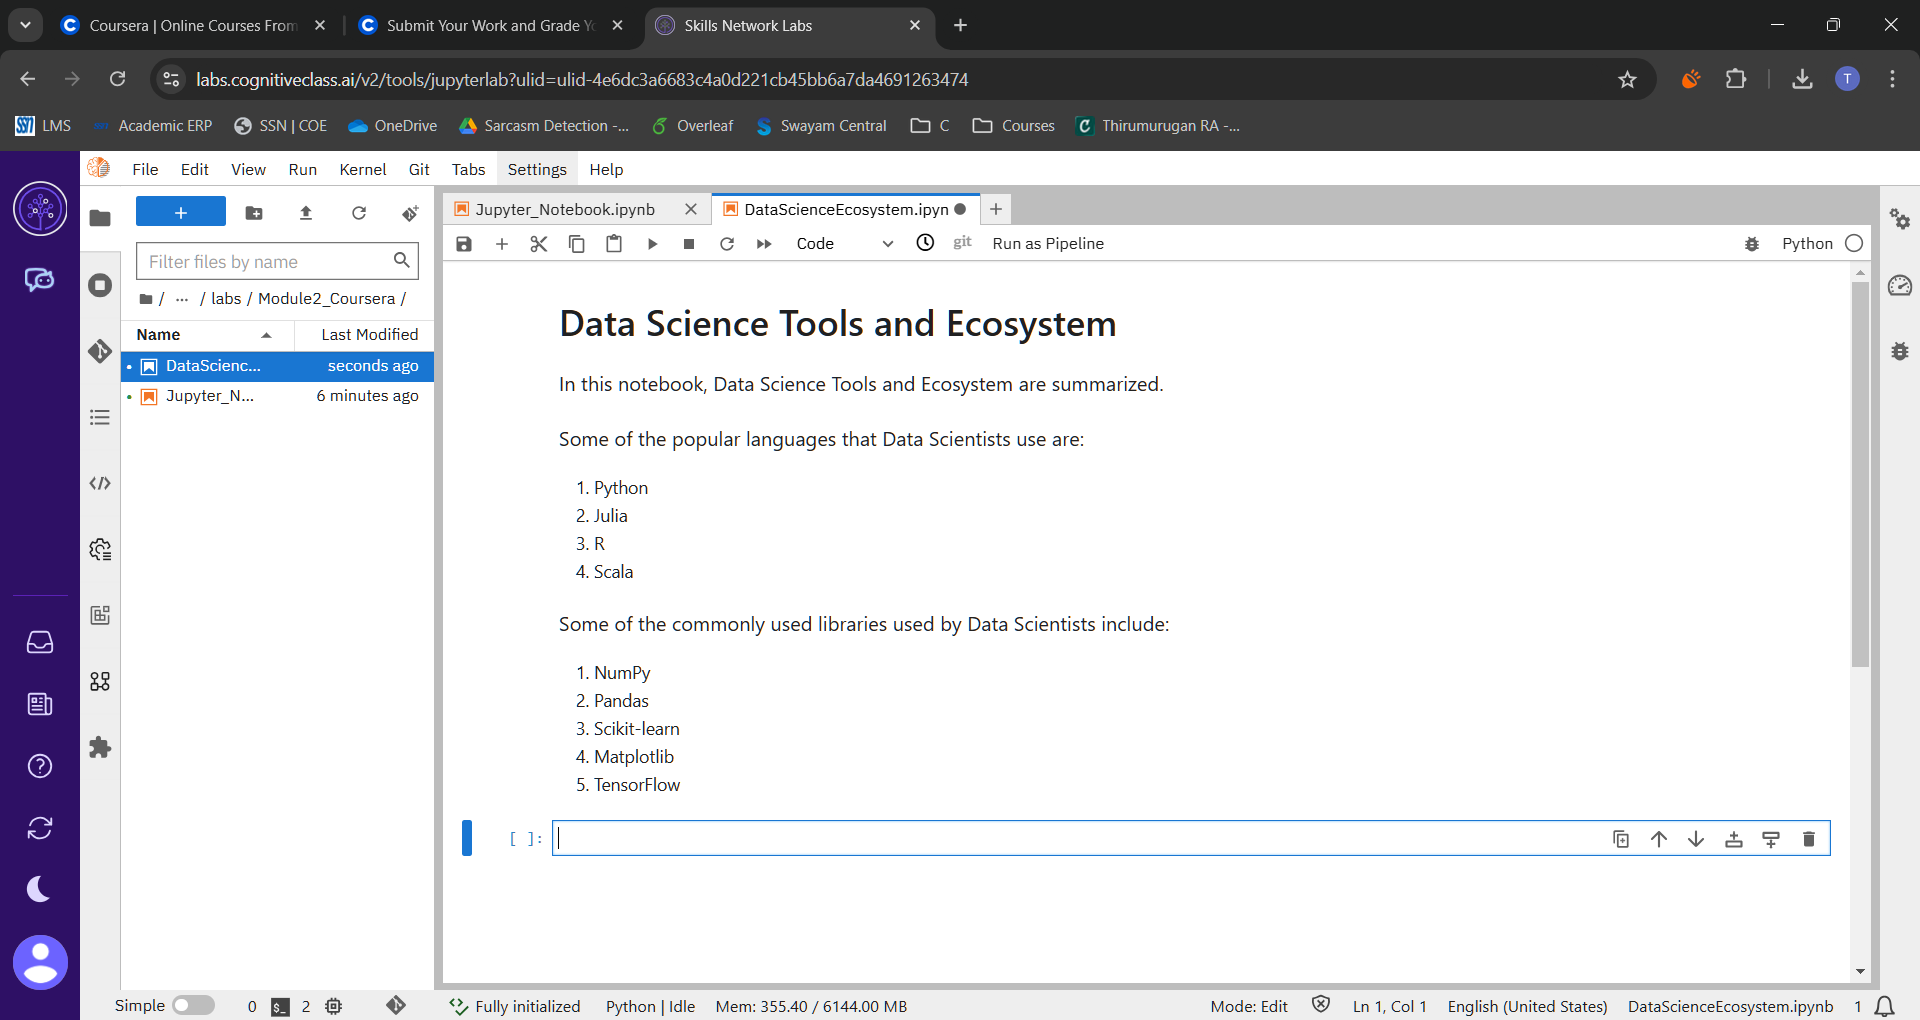 Coursera | Online Courses From
Submit Your Work and Grade Yo
Skills Network Labs
labs.cognitiveclass.ai/v2/tools/jupyterlab?ulid=ulid-4e6dc3a6683c4a0d221cb45bb6a7da4691263474
T
LMS
Academic ERP
SSN | COE
OneDrive
Sarcasm Detection -...
Overleaf
Swayam Central
C
Courses
Thirumurugan RA -...
File Edit View Run Kernel Git Tabs Settings Help
Jupyter_Notebook.ipynb
DataScienceEcosystem.ipyn
Code
git
Run as Pipeline
Python
Filter files by name
/ ... / labs / Module2_Coursera /
Name Last Modified
DataScienc... seconds ago
Jupyter_N... 6 minutes ago
Data Science Tools and Ecosystem
In this notebook, Data Science Tools and Ecosystem are summarized.
Some of the popular languages that Data Scientists use are:
1. Python
2. Julia
3. R
4. Scala
Some of the commonly used libraries used by Data Scientists include:
1. NumPy
2. Pandas
3. Scikit-learn
4. Matplotlib
5. TensorFlow
[ ]:
Simple 0 2 Fully initialized Python | Idle Mem: 355.40 / 6144.00 MB Mode: Edit Ln 1, Col 1 English (United States) DataScienceEcosystem.ipynb 1